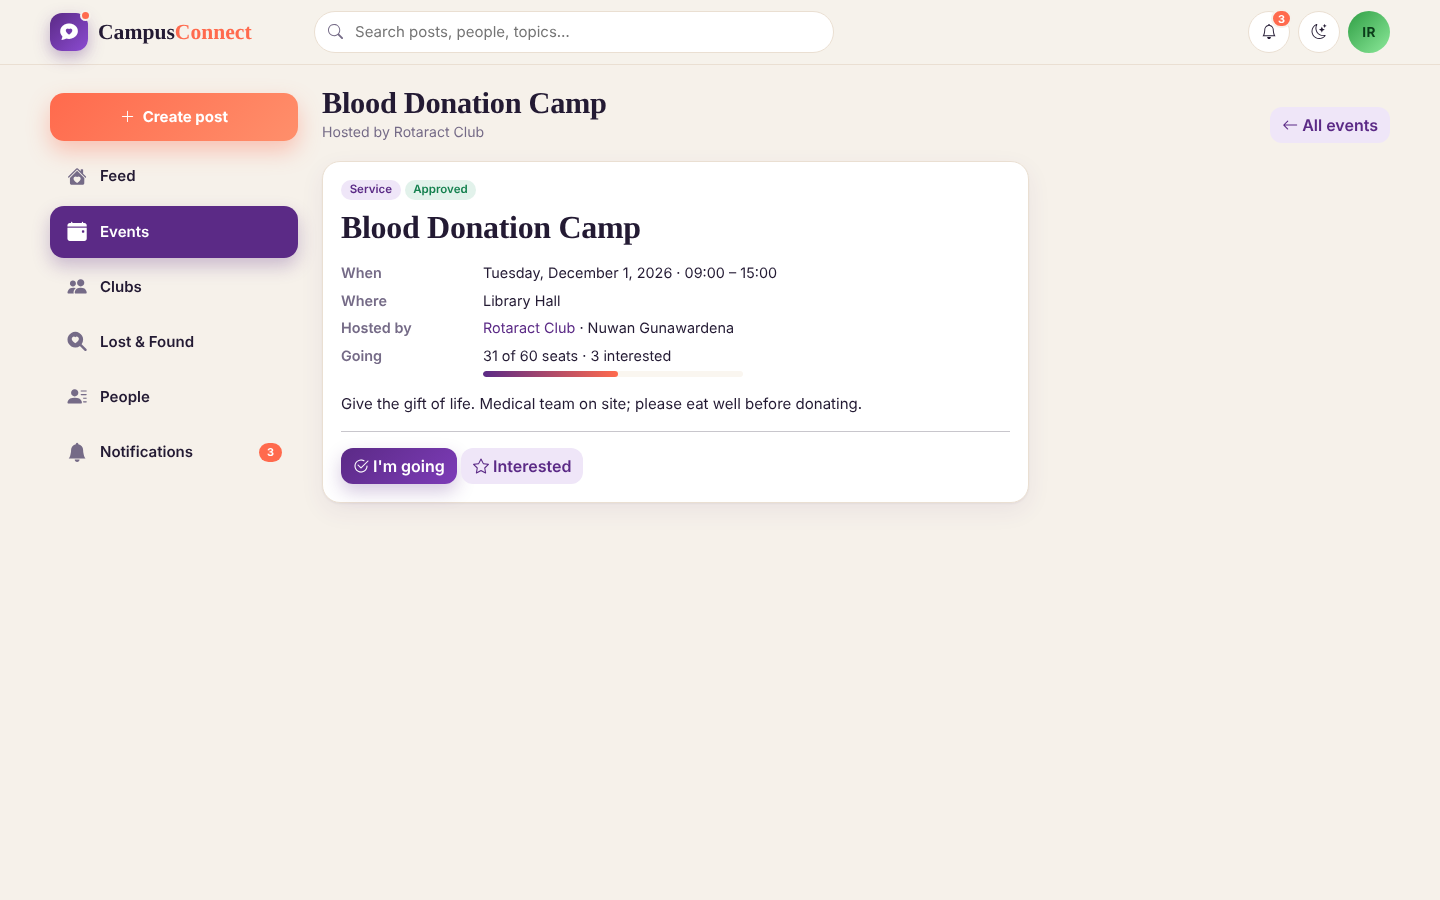 CampusConnect
Search posts, people, topics...
3
IR
Create post
Feed
Events
Clubs
Lost & Found
People
Notifications
3
Blood Donation Camp
Hosted by Rotaract Club
All events
Service Approved
Blood Donation Camp
When Tuesday, December 1, 2026 · 09:00 – 15:00
Where Library Hall
Hosted by Rotaract Club · Nuwan Gunawardena
Going 31 of 60 seats · 3 interested
Give the gift of life. Medical team on site; please eat well before donating.
I'm going Interested